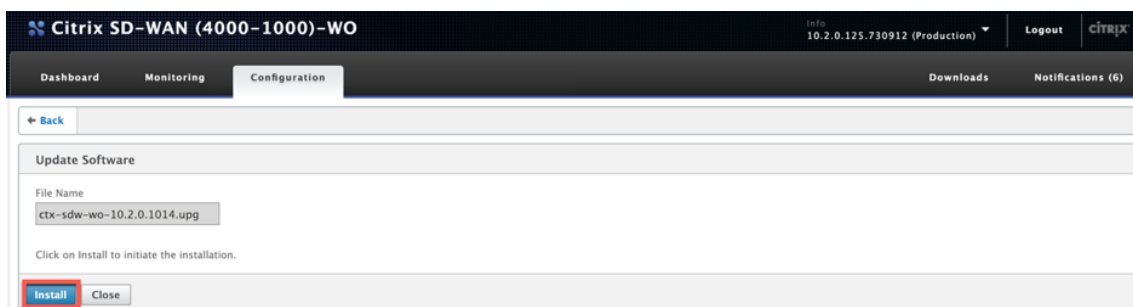 Citrix SD-WAN (4000-1000)-WO
Info
10.2.0.125.730912 (Production)
Logout
CİTRIX
Dashboard Monitoring Configuration Downloads Notifications (6)
Back
Update Software
File Name
ctx-sdw-wo-10.2.0.1014.upg
Click on Install to initiate the installation.
Install Close